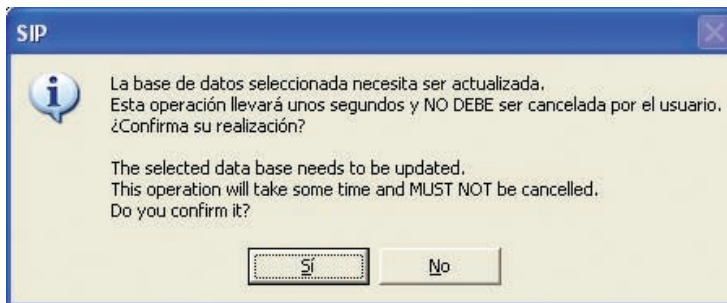 SIP
La base de datos seleccionada necesita ser actualizada.
Esta operación llevará unos segundos y NO DEBE ser cancelada por el usuario.
¿Confirma su realización?
The selected data base needs to be updated.
This operation will take some time and MUST NOT be cancelled.
Do you confirm it?
Sí
No